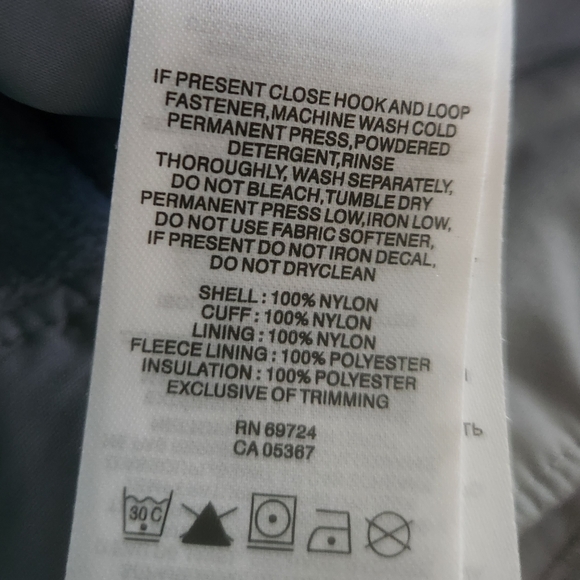 IF PRESENT CLOSE HOOK AND LOOP
FASTENER,MACHINE WASH COLD
PERMANENT PRESS,POWDERED
DETERGENT,RINSE
THOROUGHLY, WASH SEPARATELY,
DO NOT BLEACH,TUMBLE DRY
PERMANENT PRESS LOW,IRON LOW,
DO NOT USE FABRIC SOFTENER,
IF PRESENT DO NOT IRON DECAL,
DO NOT DRYCLEAN
SHELL : 100% NYLON
CUFF : 100% NYLON
LINING : 100% NYLON
FLEECE LINING : 100% POLYESTER
INSULATION : 100% POLYESTER
EXCLUSIVE OF TRIMMING
RN 69724
CA 05367
30 C